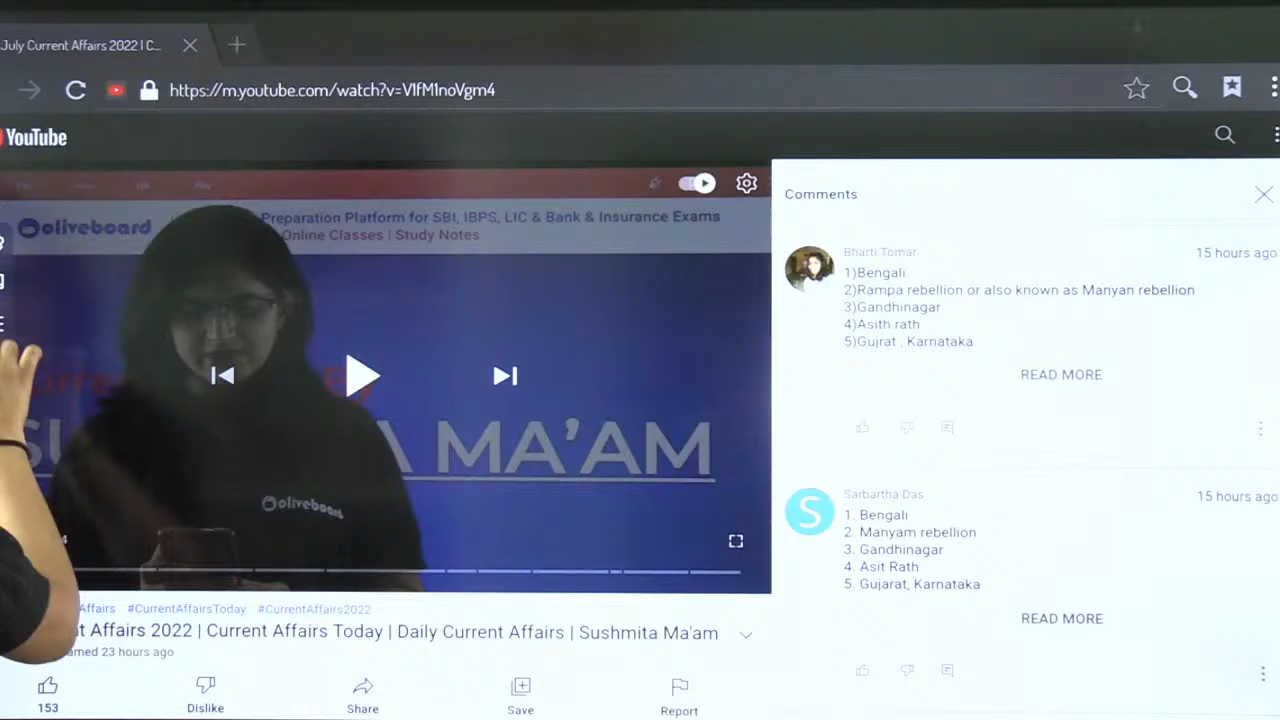 July Current Affairs 2022 | C...
https://m.youtube.com/watch?v=V1fM1noVgm4
YouTube
oliveboard
Preparation Platform for SBI, IBPS, LIC & Bank & Insurance Exams
Online Classes | Study Notes
A MA'AM
oliveboard
Affairs #CurrentAffairsToday #CurrentAffairs2022
t Affairs 2022 | Current Affairs Today | Daily Current Affairs | Sushmita Ma'am
amed 23 hours ago
153
Dislike
Share
Save
Report
Comments
Bharti Tomar
15 hours ago
1)Bengali
2)Rampa rebellion or also known as Manyan rebellion
3)Gandhinagar
4)Asith rath
5)Gujrat , Karnataka
READ MORE
S
Sarbartha Das
15 hours ago
1. Bengali
2. Manyam rebellion
3. Gandhinagar
4. Asit Rath
5. Gujarat, Karnataka
READ MORE